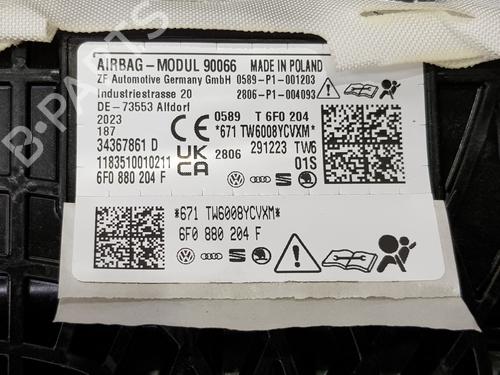 AIRBAG-MODUL 90066 MADE IN POLAND
ZF Automotive Germany GmbH 0589-P1-001203
Industriestrasse 20 2806-P1-004093
DE-73553 Alfdorf
2023 0589 T 6F0 204
187 *671 TW6008YCVXM*
34367861 D 291223 TW6
1183510010211 UK CA 2806 01S
6F0 880 204 F
*671 TW6008YCVXM*
6F0 880 204 F